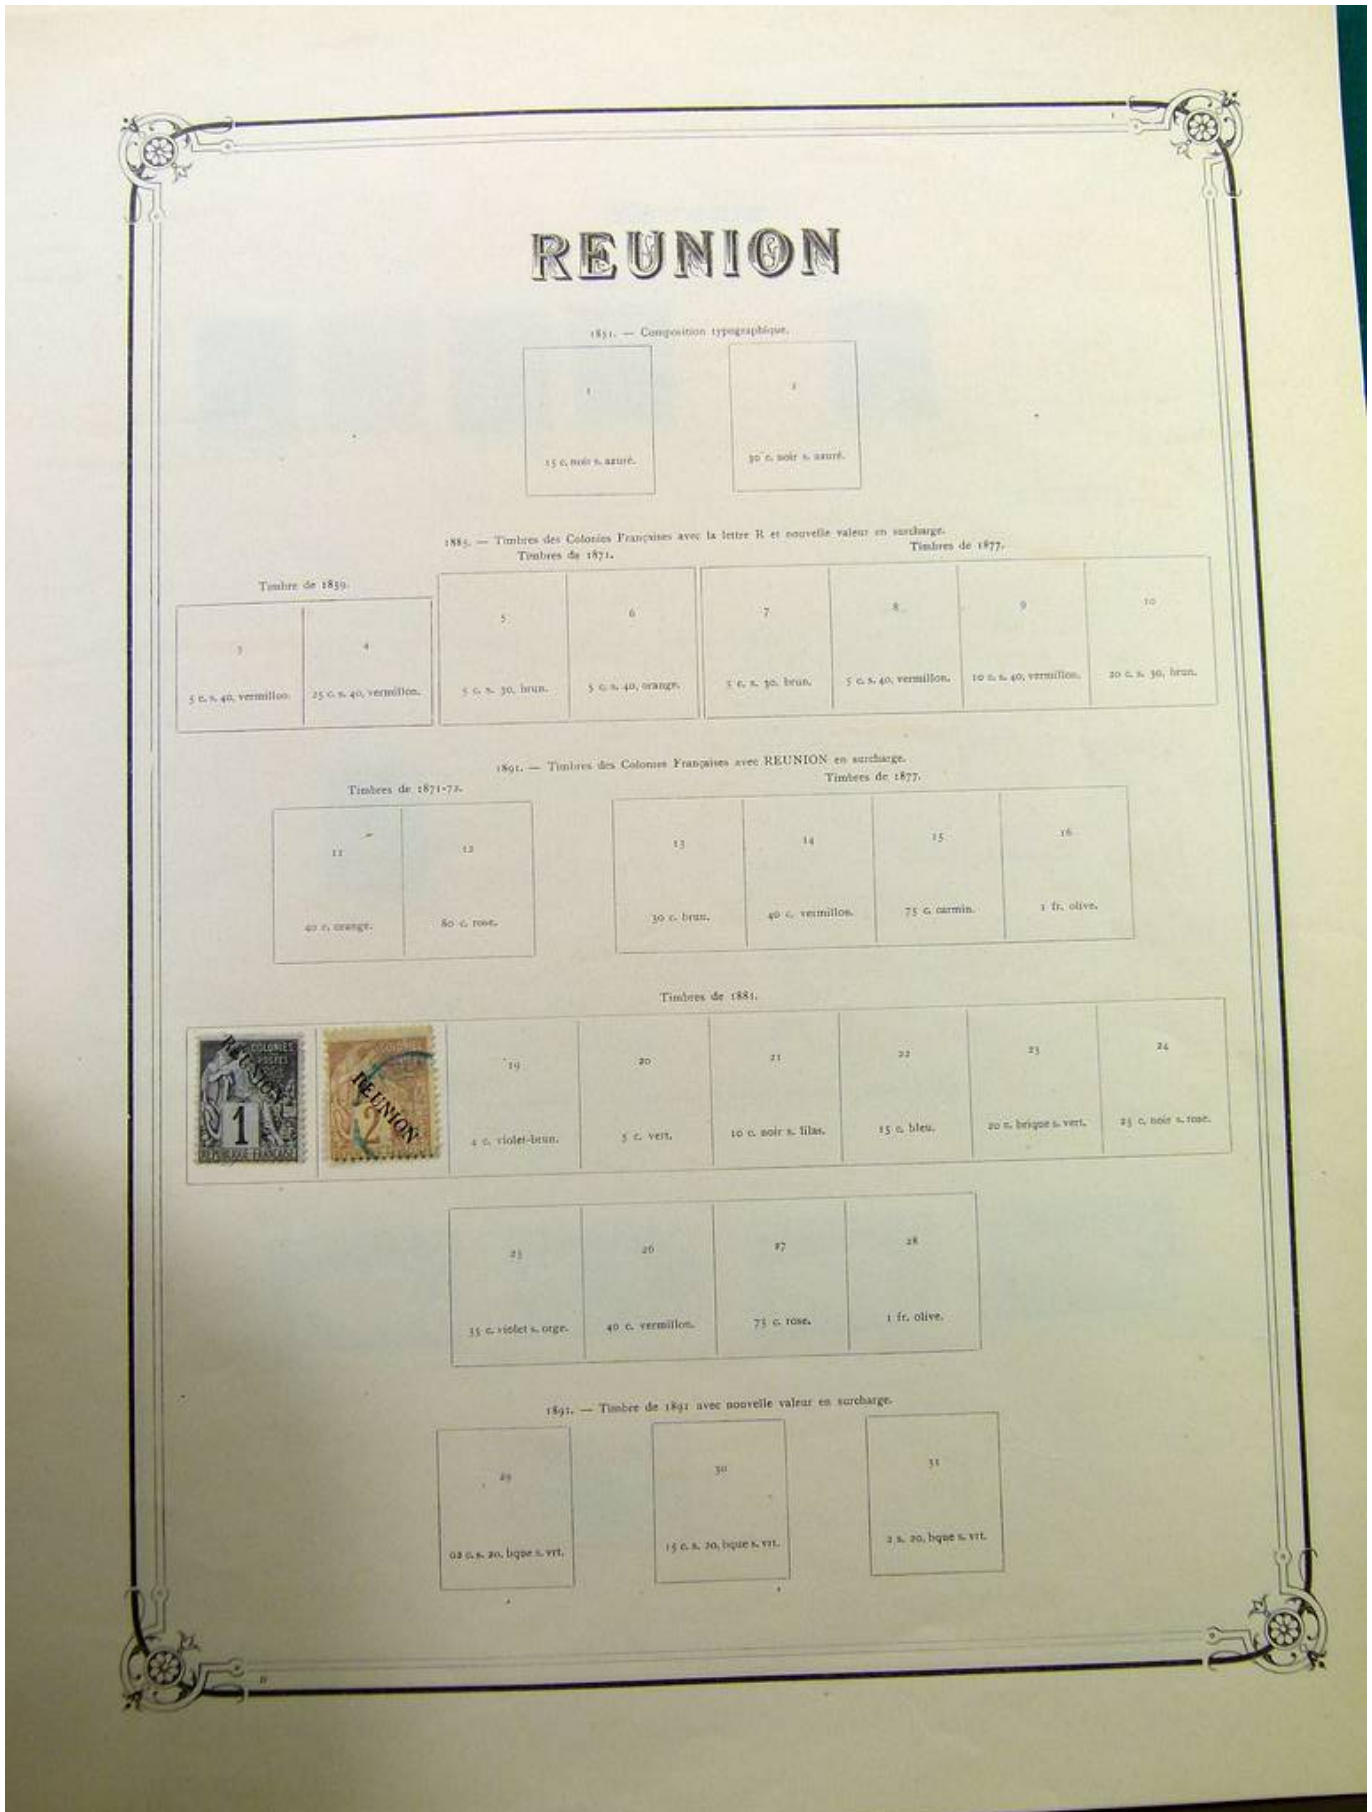 REUNION
1851. — Composition typographique.
1 2
15 c. noir s. azuré. 30 c. noir s. azuré.
1885. — Timbres des Colonies Françaises avec la lettre R et nouvelle valeur en surcharge.
Timbre de 1859. Timbres de 1871. Timbres de 1877.
3 4 5 6 7 8 9 10
5 c. s. 40, vermillon. 25 c. s. 40, vermillon. 5 c. s. 30, brun. 5 c. s. 40, orange. 5 c. s. 30, brun. 5 c. s. 40, vermillon. 10 c. s. 40, vermillon. 20 c. s. 30, brun.
1891. — Timbres des Colonies Françaises avec REUNION en surcharge.
Timbres de 1871-72. Timbres de 1877.
11 12 13 14 15 16
40 c. orange. 80 c. rose. 30 c. brun. 40 c. vermillon. 75 c. carmin. 1 fr. olive.
Timbres de 1881.
COLONIES
POSTES
REUNION
1
REPUBLIQUE FRANÇAISE
COLONIES
REUNION
2
19 20 21 22 23 24
4 c. violet-brun. 5 c. vert. 10 c. noir s. lilas. 15 c. bleu. 20 c. brique s. vert. 25 c. noir s. rose.
25 26 27 28
35 c. violet s. orge. 40 c. vermillon. 75 c. rose. 1 fr. olive.
1891. — Timbre de 1891 avec nouvelle valeur en surcharge.
29 30 31
02 c. s. 20, bque s. vrt. 15 c. s. 20, bque s. vrt. 2 s. 20, bque s. vrt.